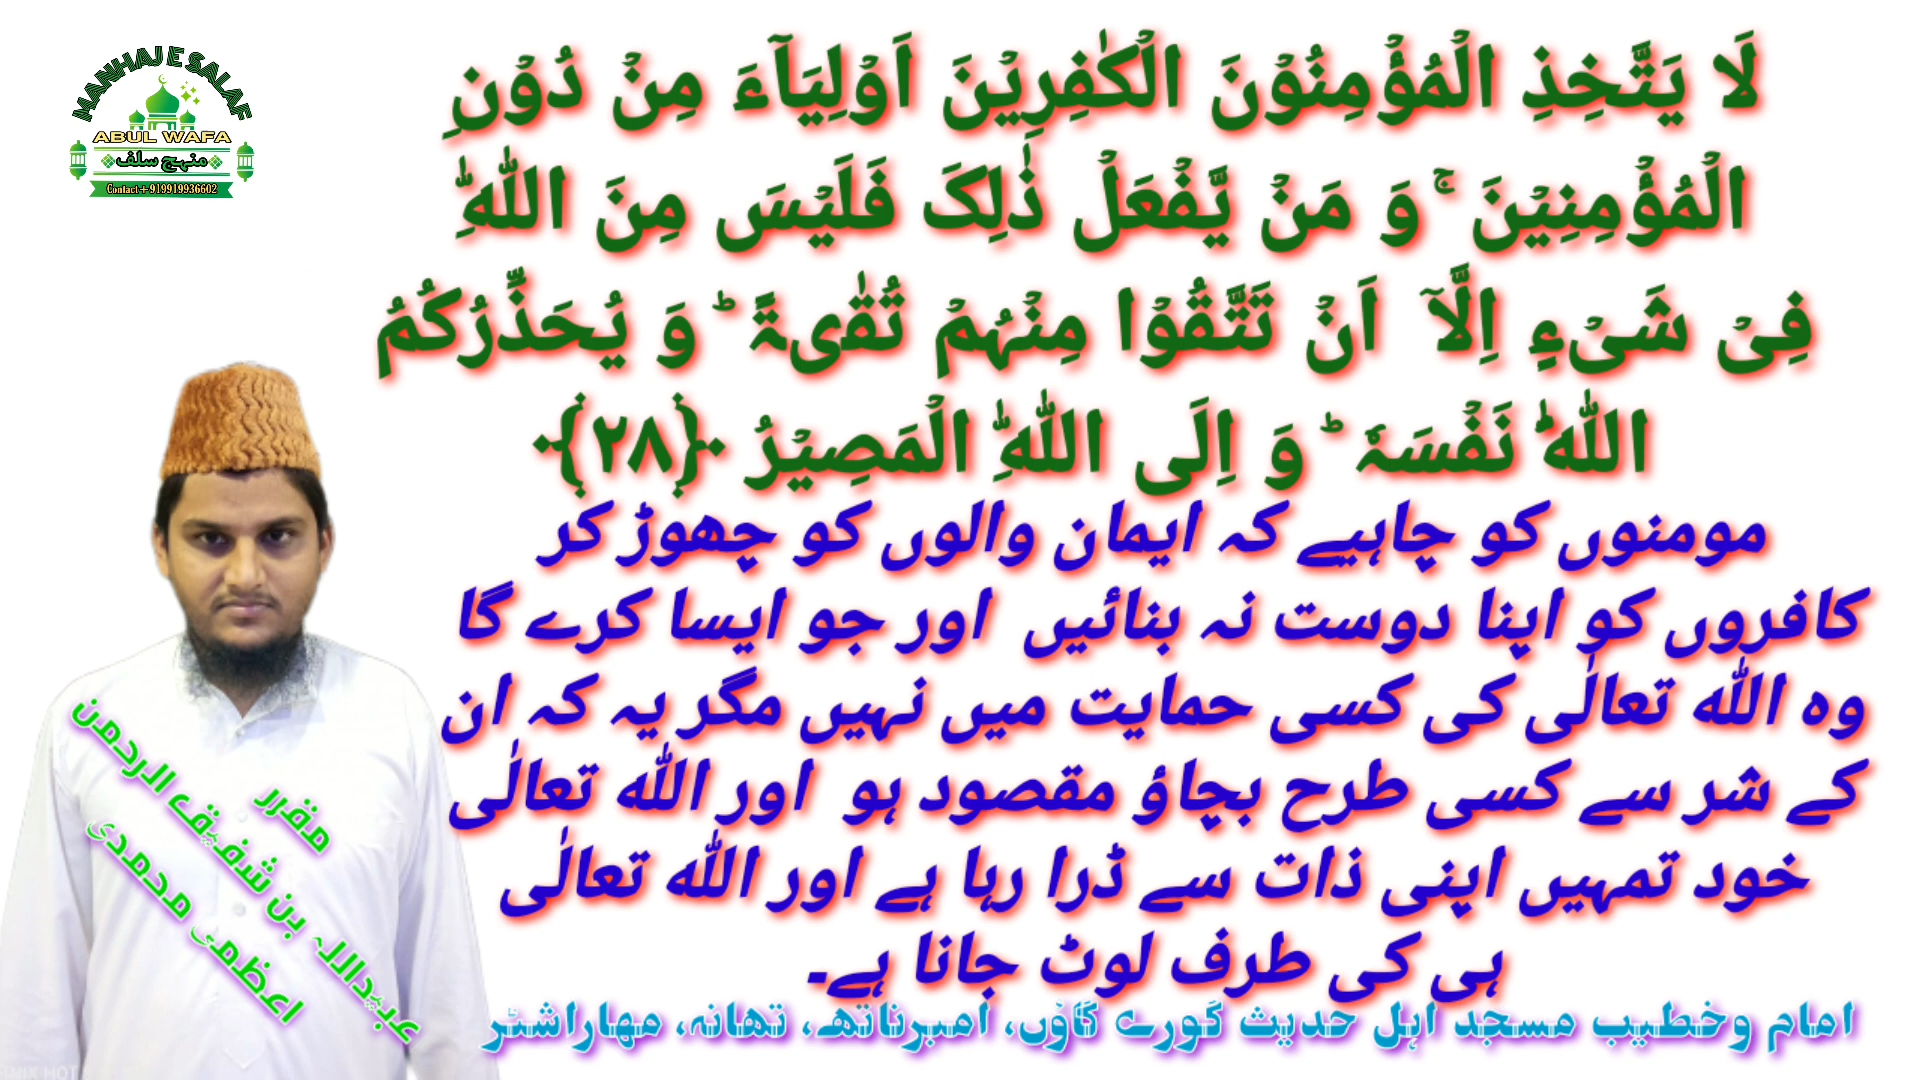 MANHAJ E SALAF
ABUL WAFA
منہج سلف
Contact +919919936602
لَا یَتَّخِذِ الۡمُؤۡمِنُوۡنَ الۡکٰفِرِیۡنَ اَوۡلِیَآءَ مِنۡ دُوۡنِ
الۡمُؤۡمِنِیۡنَ ۚ وَ مَنۡ یَّفۡعَلۡ ذٰلِکَ فَلَیۡسَ مِنَ اللّٰہِ
فِیۡ شَیۡءٍ اِلَّاۤ اَنۡ تَتَّقُوۡا مِنۡہُمۡ تُقٰىۃً ؕ وَ یُحَذِّرُکُمُ
اللّٰہُ نَفۡسَہٗ ؕ وَ اِلَی اللّٰہِ الۡمَصِیۡرُ ﴿۲۸﴾
مومنوں کو چاہیے کہ ایمان والوں کو چھوڑ کر
کافروں کو اپنا دوست نہ بنائیں اور جو ایسا کرے گا
وہ اللہ تعالٰی کی کسی حمایت میں نہیں مگر یہ کہ ان
کے شر سے کسی طرح بچاؤ مقصود ہو اور اللہ تعالٰی
خود تمہیں اپنی ذات سے ڈرا رہا ہے اور اللہ تعالٰی
ہی کی طرف لوٹ جانا ہے۔
مقرر
عبیداللہ بن شفیق الرحمن
اعظمی محمدی
امام وخطیب مسجد اہل حدیث گورے گاؤں، امبرناتھ، تھانہ، مہاراشٹر